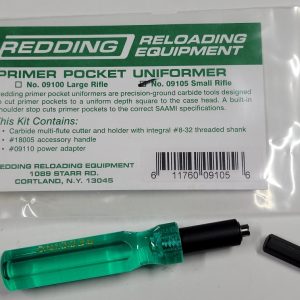 REDDING RELOADING EQUIPMENT
PRIMER POCKET UNIFORMER
No. 09100 Large Rifle No. 09105 Small Rifle
Redding primer pocket uniformers are precision-ground carbide tools designed
to cut primer pockets to a uniform depth square to the case head. A built-in
shoulder stop cuts primer pockets to the correct SAAMI specifications.
This Kit Contains:
• Carbide multi-flute cutter and holder with integral #8-32 threaded shank
• #18005 accessory handle
• #09110 power adapter
REDDING RELOADING EQUIPMENT
1089 STARR RD.
CORTLAND, N.Y. 13045
6 11760 09105 6